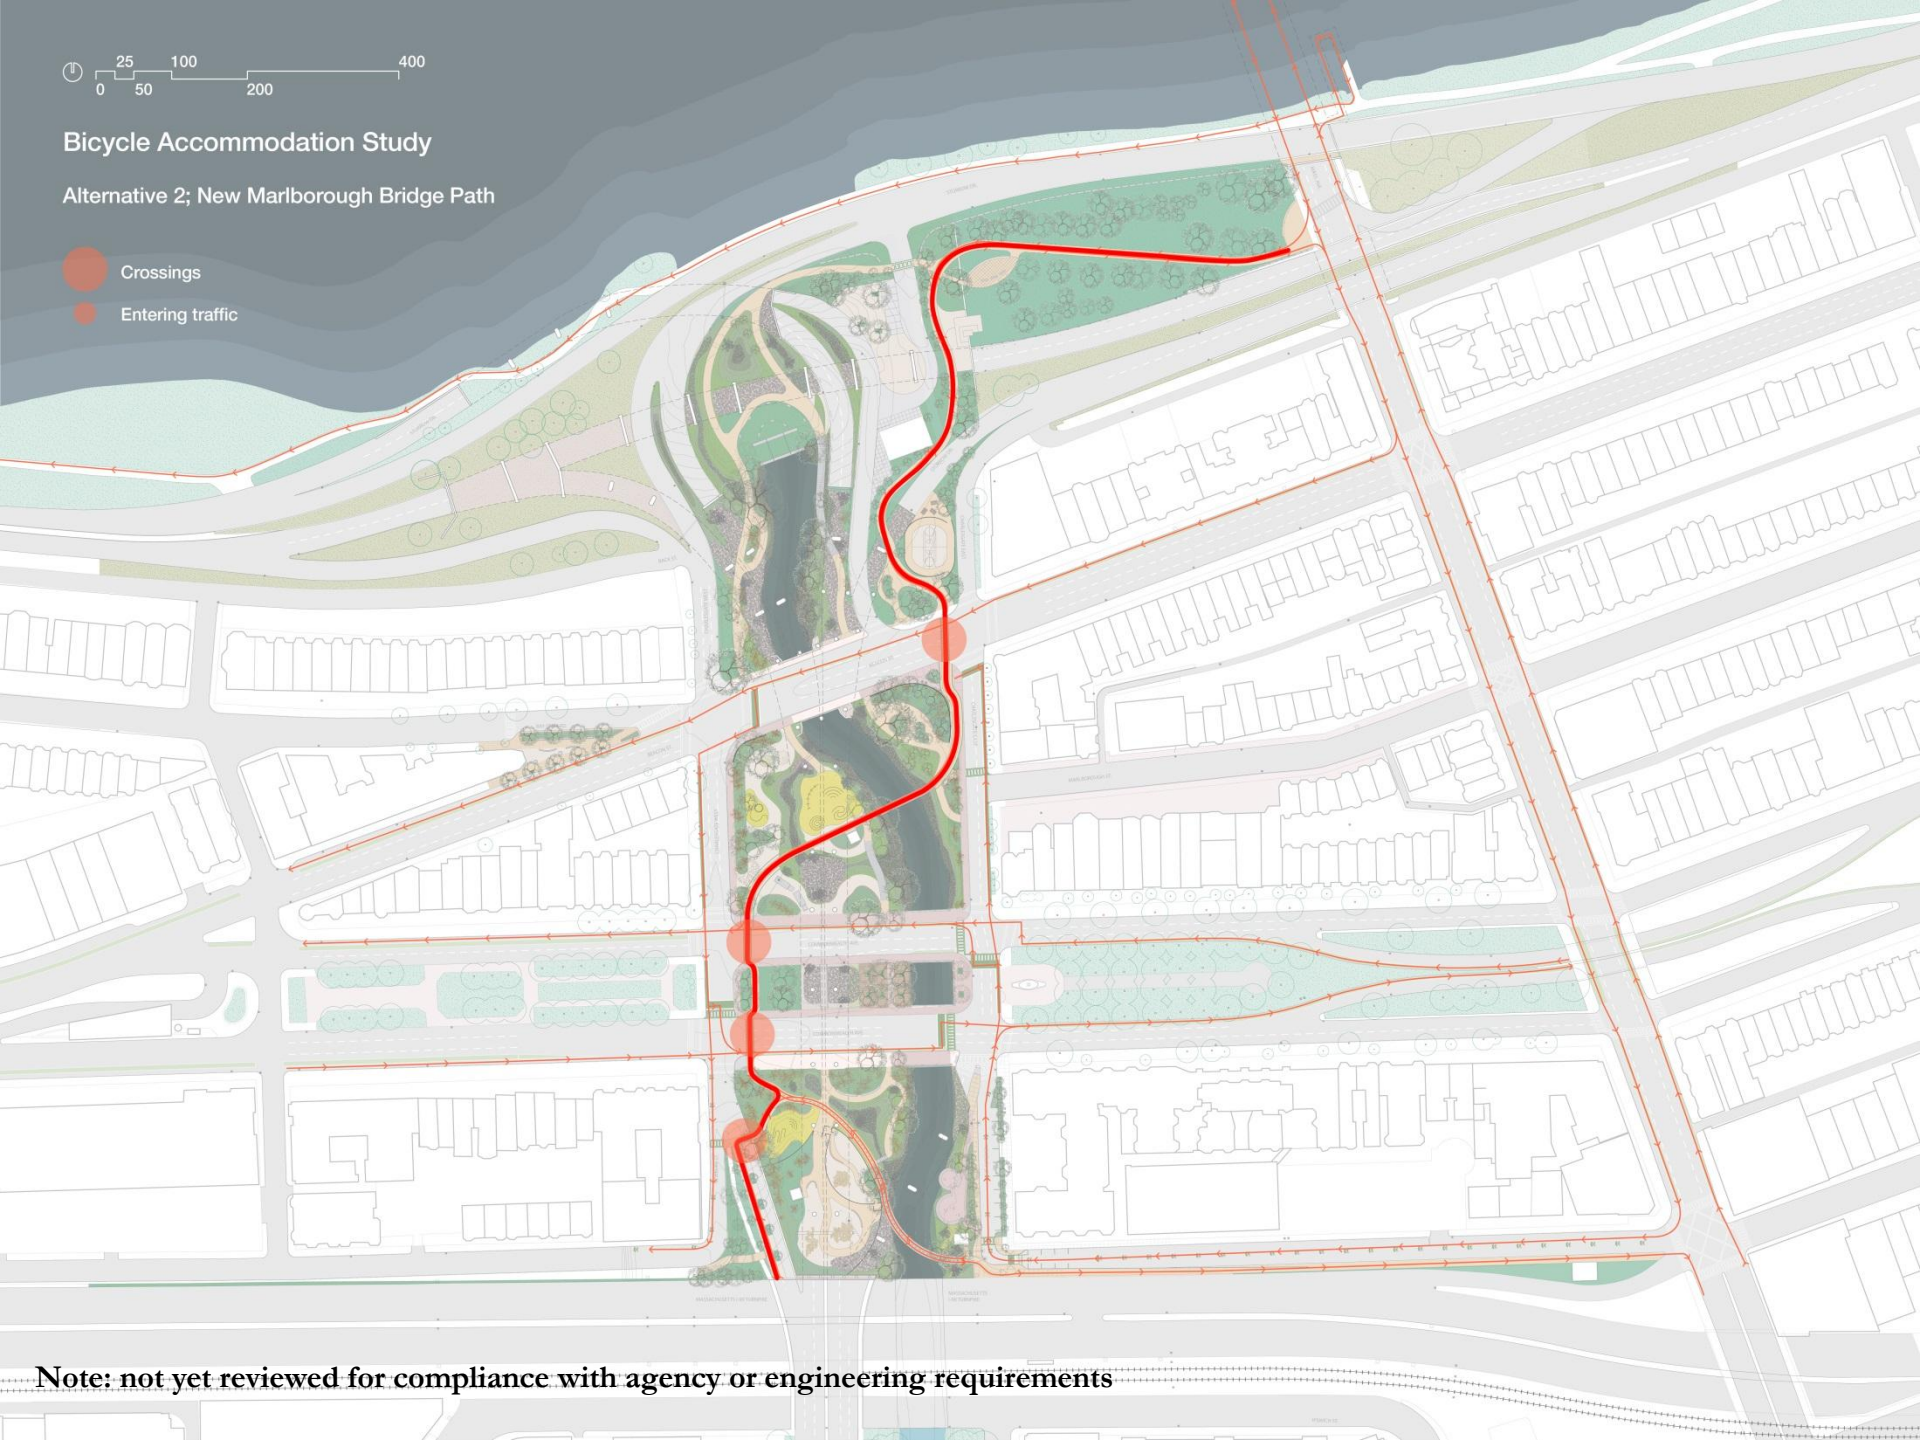 25 100 400
0 50 200
Bicycle Accommodation Study
Alternative 2; New Marlborough Bridge Path
Crossings
Entering traffic
Note: not yet reviewed for compliance with agency or engineering requirements